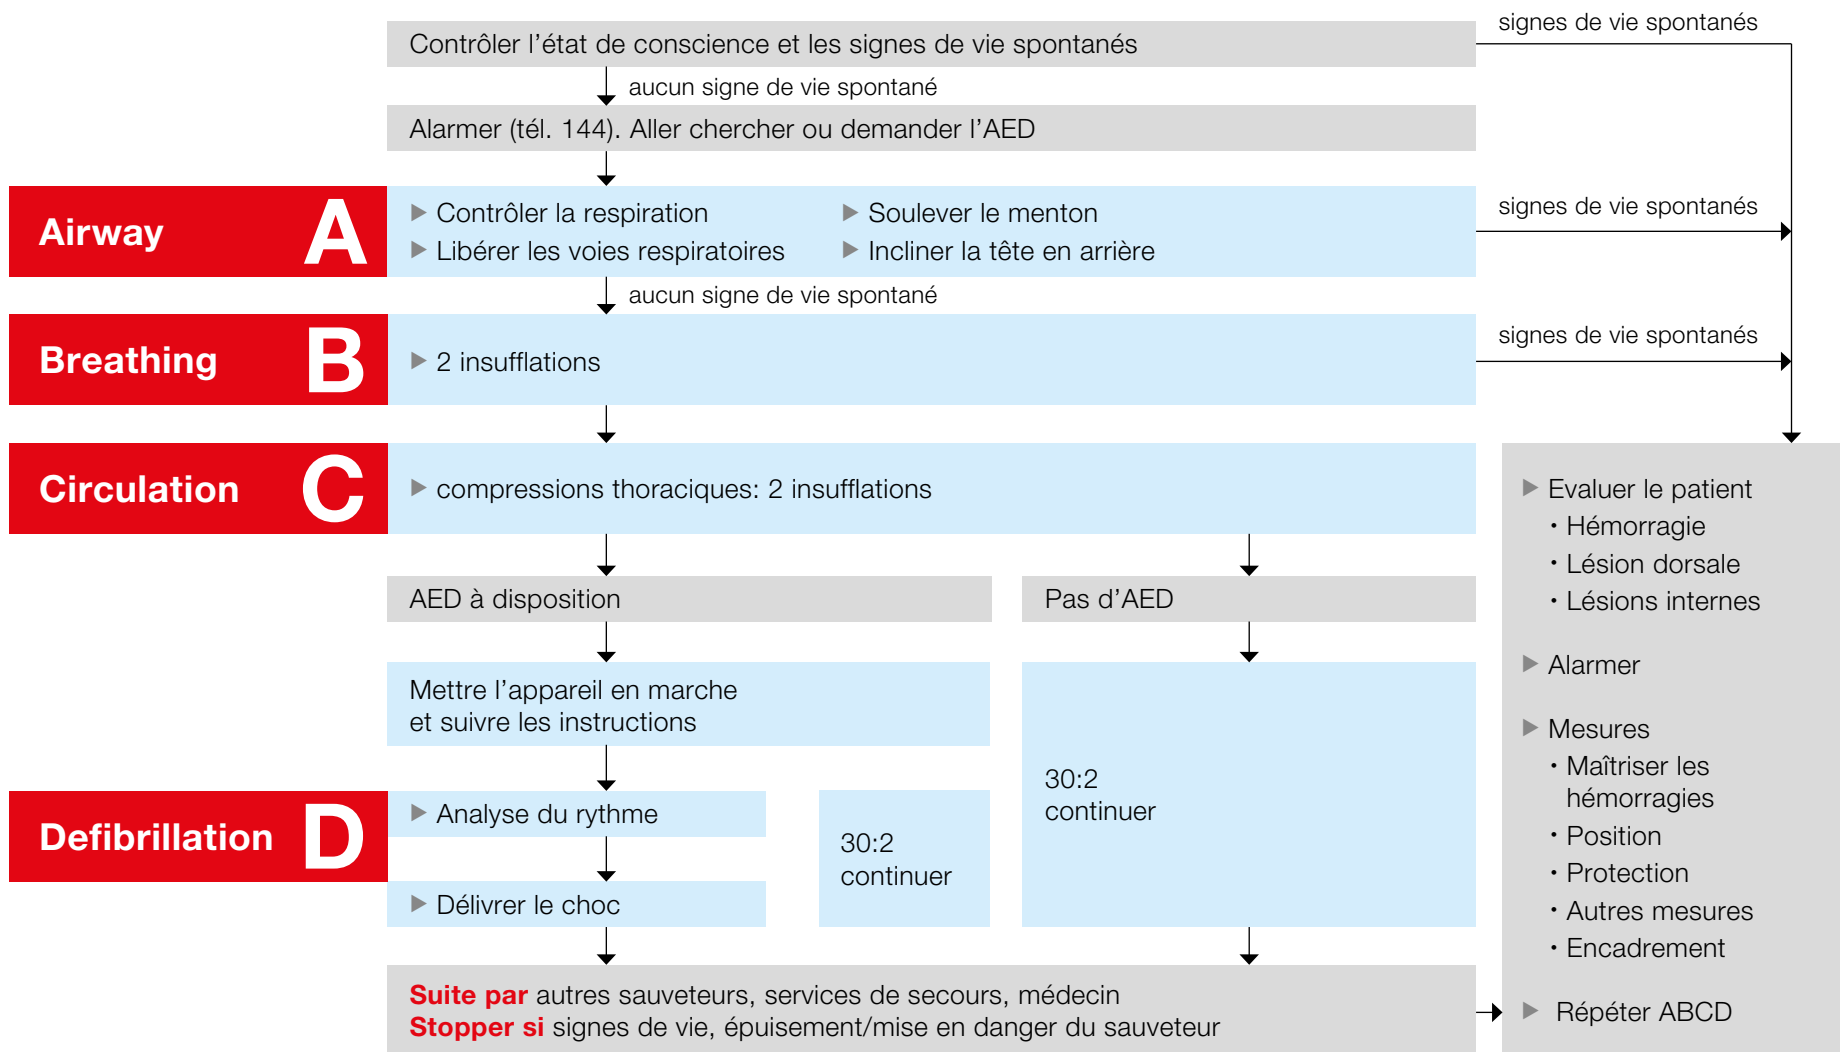 signes de vie spontanés
Contrôler l’état de conscience et les signes de vie spontanés
aucun signe de vie spontané
Alarmer (tél. 144). Aller chercher ou demander l’AED
Airway A
▶ Contrôler la respiration
▶ Libérer les voies respiratoires
▶ Soulever le menton
▶ Incliner la tête en arrière
signes de vie spontanés
aucun signe de vie spontané
Breathing B
▶ 2 insufflations
signes de vie spontanés
Circulation C
▶ compressions thoraciques: 2 insufflations
AED à disposition
Pas d’AED
Mettre l’appareil en marche
et suivre les instructions
Defibrillation D
▶ Analyse du rythme
▶ Délivrer le choc
30:2
continuer
30:2
continuer
Suite par autres sauveteurs, services de secours, médecin
Stopper si signes de vie, épuisement/mise en danger du sauveteur
▶ Evaluer le patient
· Hémorragie
· Lésion dorsale
· Lésions internes
▶ Alarmer
▶ Mesures
· Maîtriser les
hémorragies
· Position
· Protection
· Autres mesures
· Encadrement
▶ Répéter ABCD